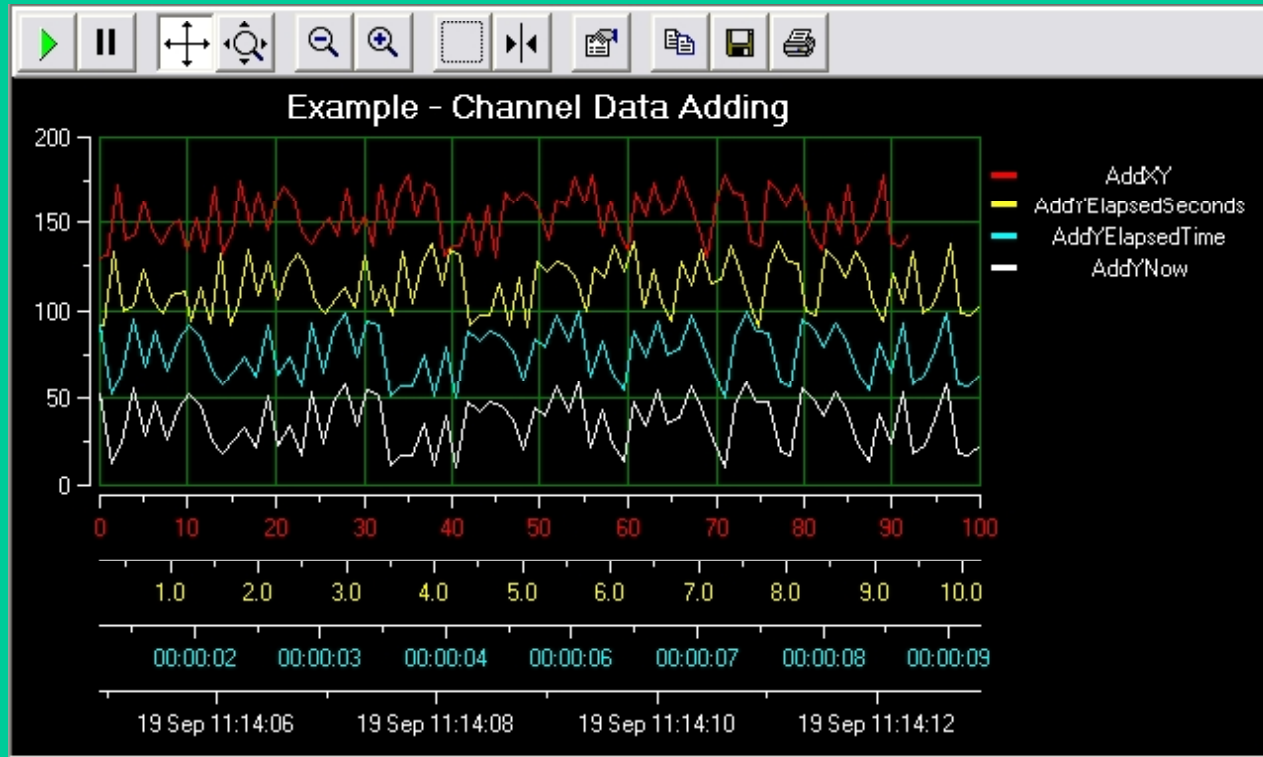 Example - Channel Data Adding
200
150
100
50
0
AddXY
AddYElapsedSeconds
AddYElapsedTime
AddYNow
0 10 20 30 40 50 60 70 80 90 100
1.0 2.0 3.0 4.0 5.0 6.0 7.0 8.0 9.0 10.0
00:00:02 00:00:03 00:00:04 00:00:06 00:00:07 00:00:08 00:00:09
19 Sep 11:14:06 19 Sep 11:14:08 19 Sep 11:14:10 19 Sep 11:14:12